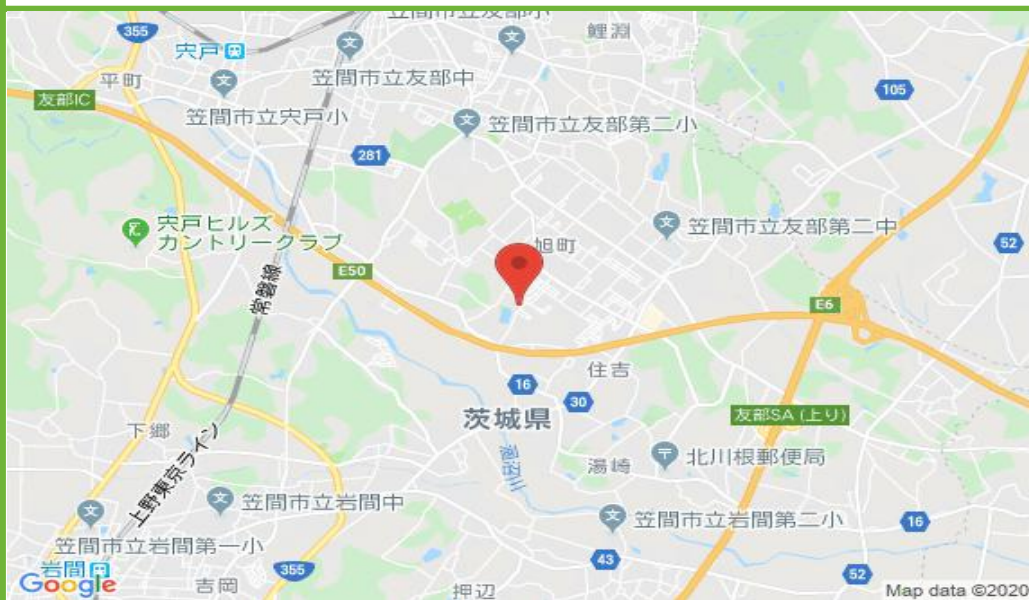 笠間市立友部小
355
宍戸
鯉淵
平町
笠間市立友部中
友部IC
105
笠間市立宍戸小
笠間市立友部第二小
281
宍戸ヒルズ
カントリークラブ
笠間市立友部第二中
旭町
52
E50
常磐線
E6
住吉
16
30
茨城県
友部SA (上り)
下郷
涸沼川
湯崎
北川根郵便局
上野東京ライン
笠間市立岩間中
笠間市立岩間第二小
16
笠間市立岩間第一小
43
岩間
355
52
吉岡
押辺
Google
Map data ©2020